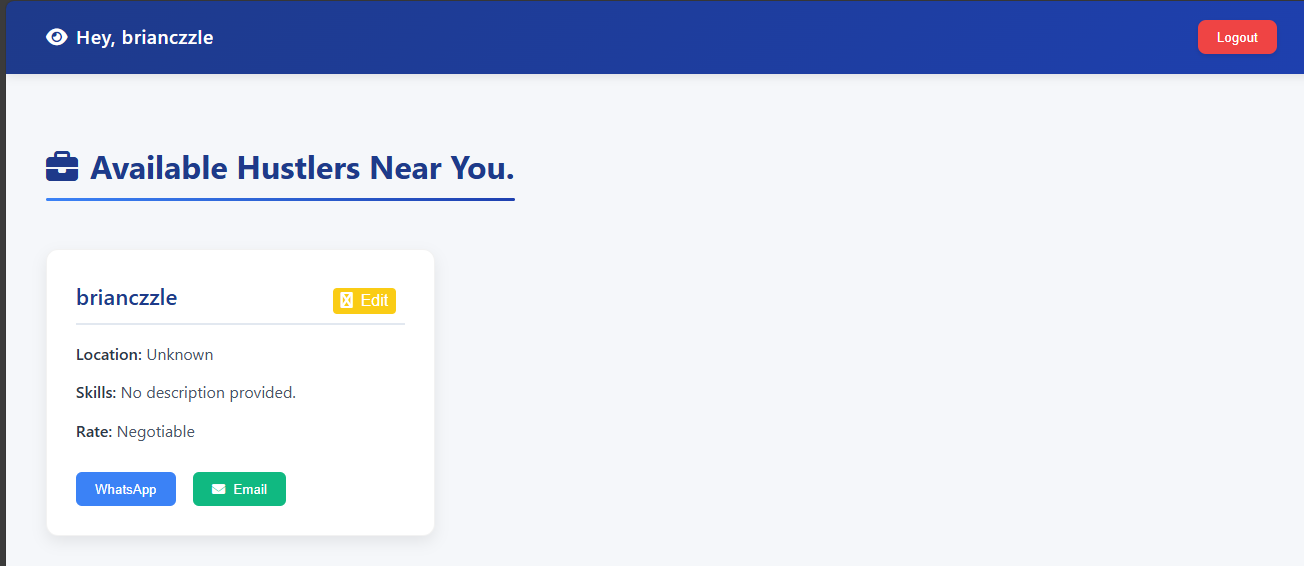 Hey, brianczzle
Logout
Available Hustlers Near You.
brianczzle
Edit
Location: Unknown
Skills: No description provided.
Rate: Negotiable
WhatsApp
Email